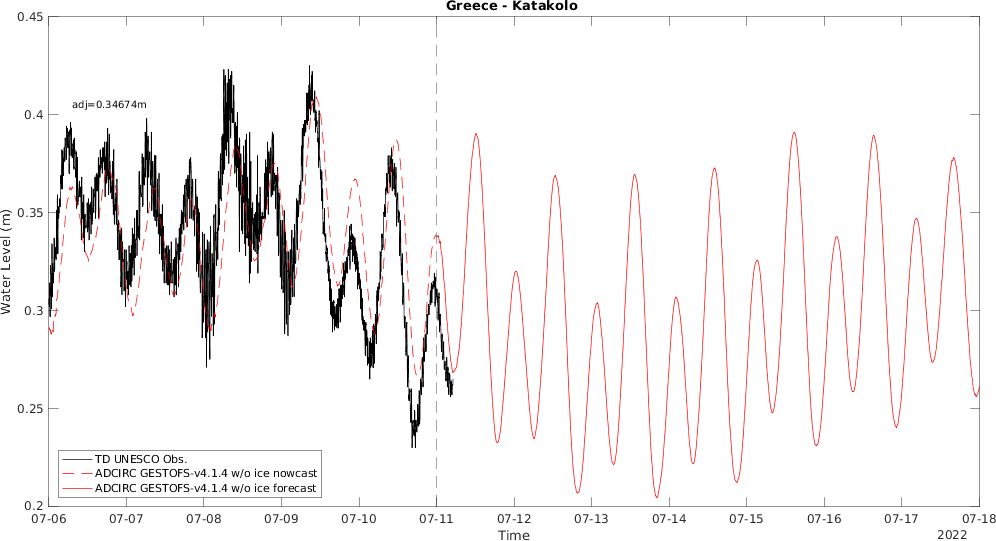 Greece - Katakolo
0.45
0.4
0.35
0.3
0.25
0.2
Water Level (m)
adj=0.34674m
TD UNESCO Obs.
ADCIRC GESTOFS-v4.1.4 w/o ice nowcast
ADCIRC GESTOFS-v4.1.4 w/o ice forecast
07-06 07-07 07-08 07-09 07-10 07-11 07-12 07-13 07-14 07-15 07-16 07-17 07-18
Time
2022